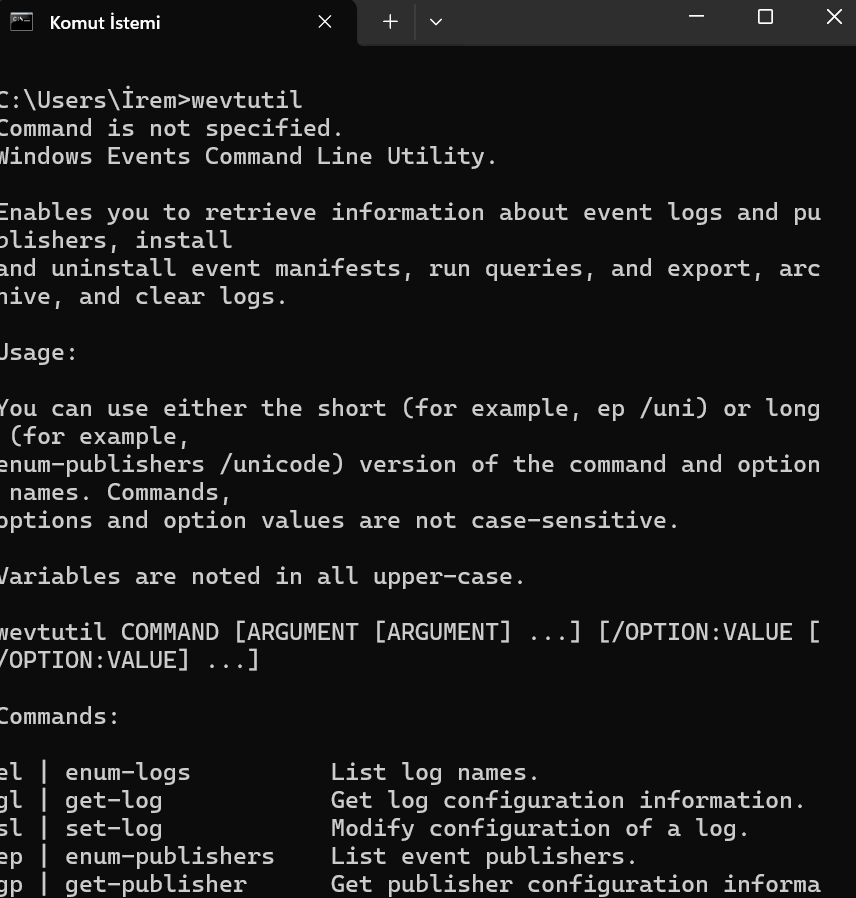 Komut İstemi
C:\Users\İrem>wevtutil
Command is not specified.
Windows Events Command Line Utility.
Enables you to retrieve information about event logs and pu
blishers, install
and uninstall event manifests, run queries, and export, arc
hive, and clear logs.
Usage:
You can use either the short (for example, ep /uni) or long
(for example,
enum-publishers /unicode) version of the command and option
names. Commands,
options and option values are not case-sensitive.
Variables are noted in all upper-case.
wevtutil COMMAND [ARGUMENT [ARGUMENT] ...] [/OPTION:VALUE [
/OPTION:VALUE] ...]
Commands:
el | enum-logs List log names.
gl | get-log Get log configuration information.
sl | set-log Modify configuration of a log.
ep | enum-publishers List event publishers.
gp | get-publisher Get publisher configuration informa